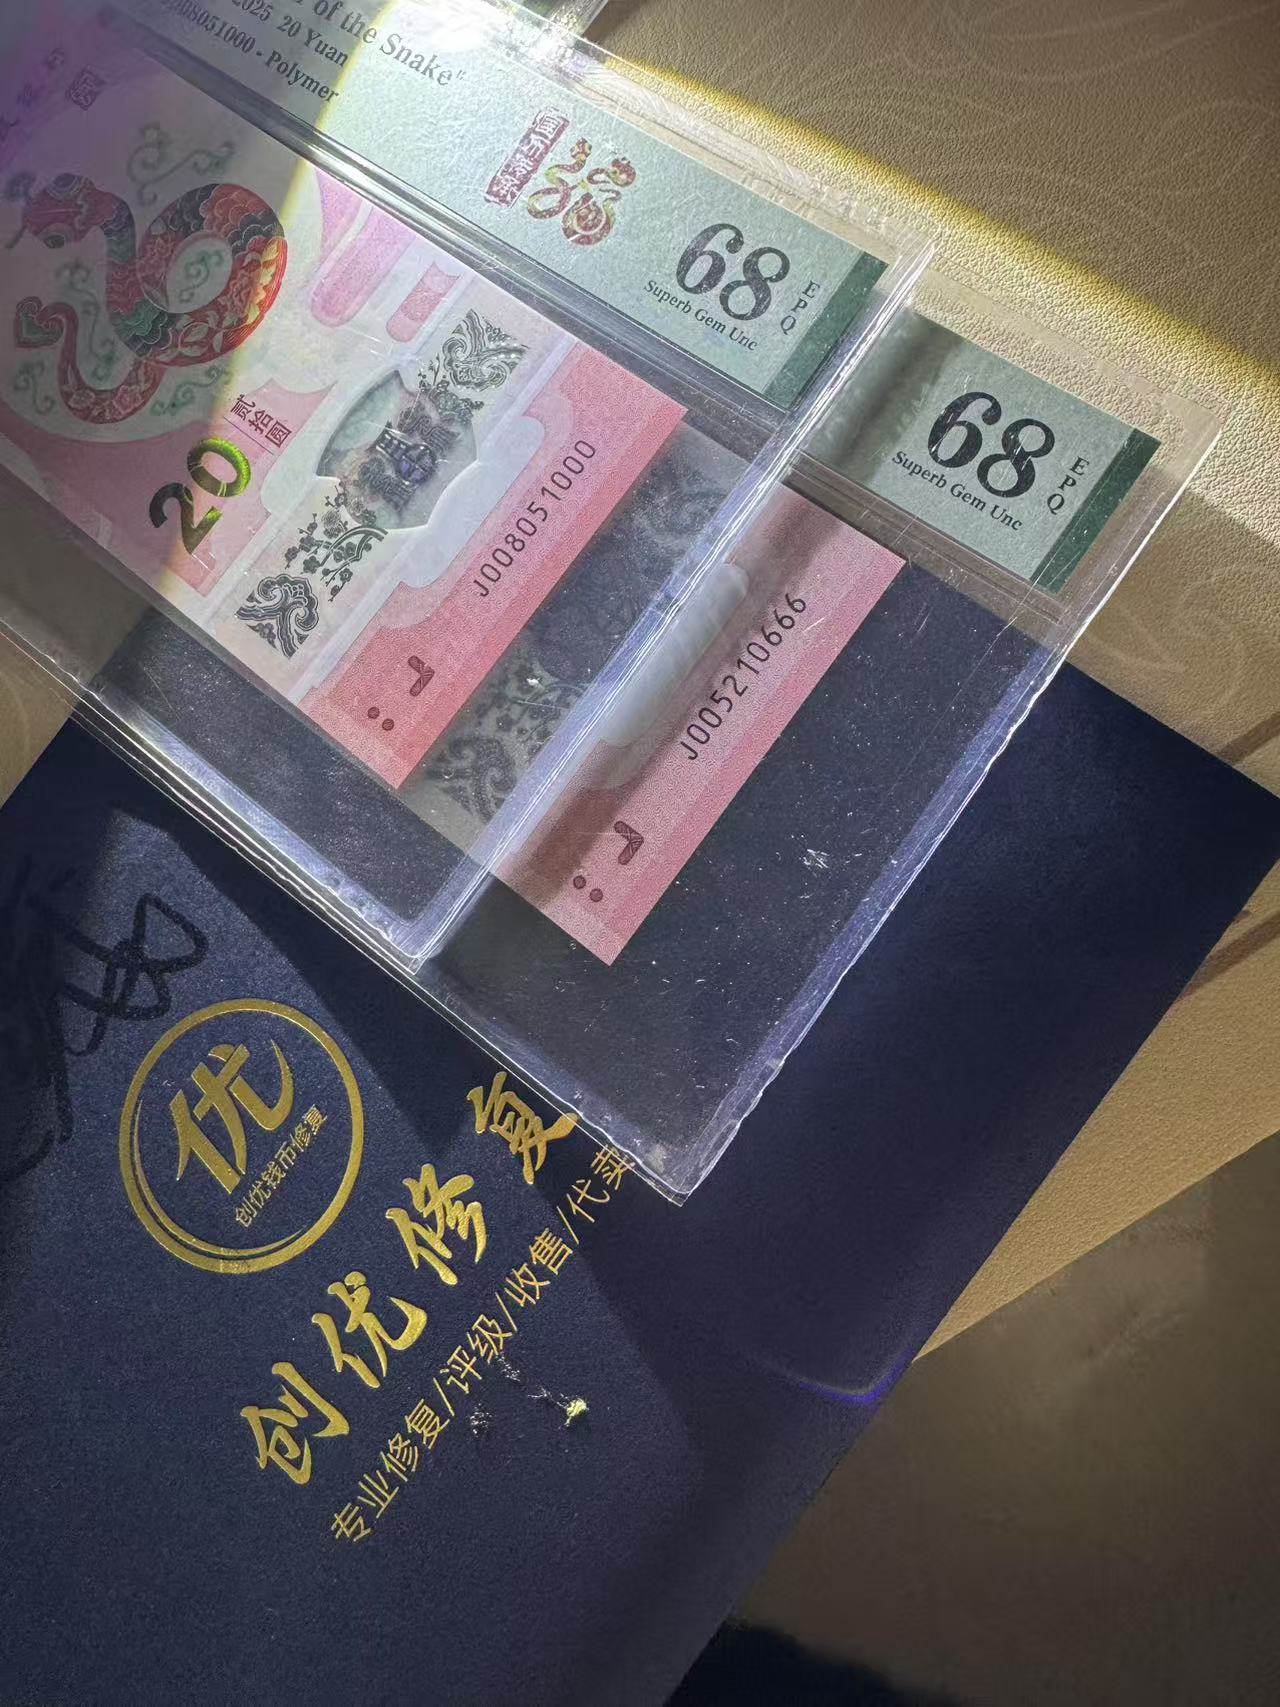 of the Snake"
2025 20 Yuan
J008051000 - Polymer
68
EPQ
Superb Gem Unc
贰拾圆
20
J008051000
68
EPQ
Superb Gem Unc
J005210666
优
创优钱币修复
创优修复
专业修复/评级/收售/代卖